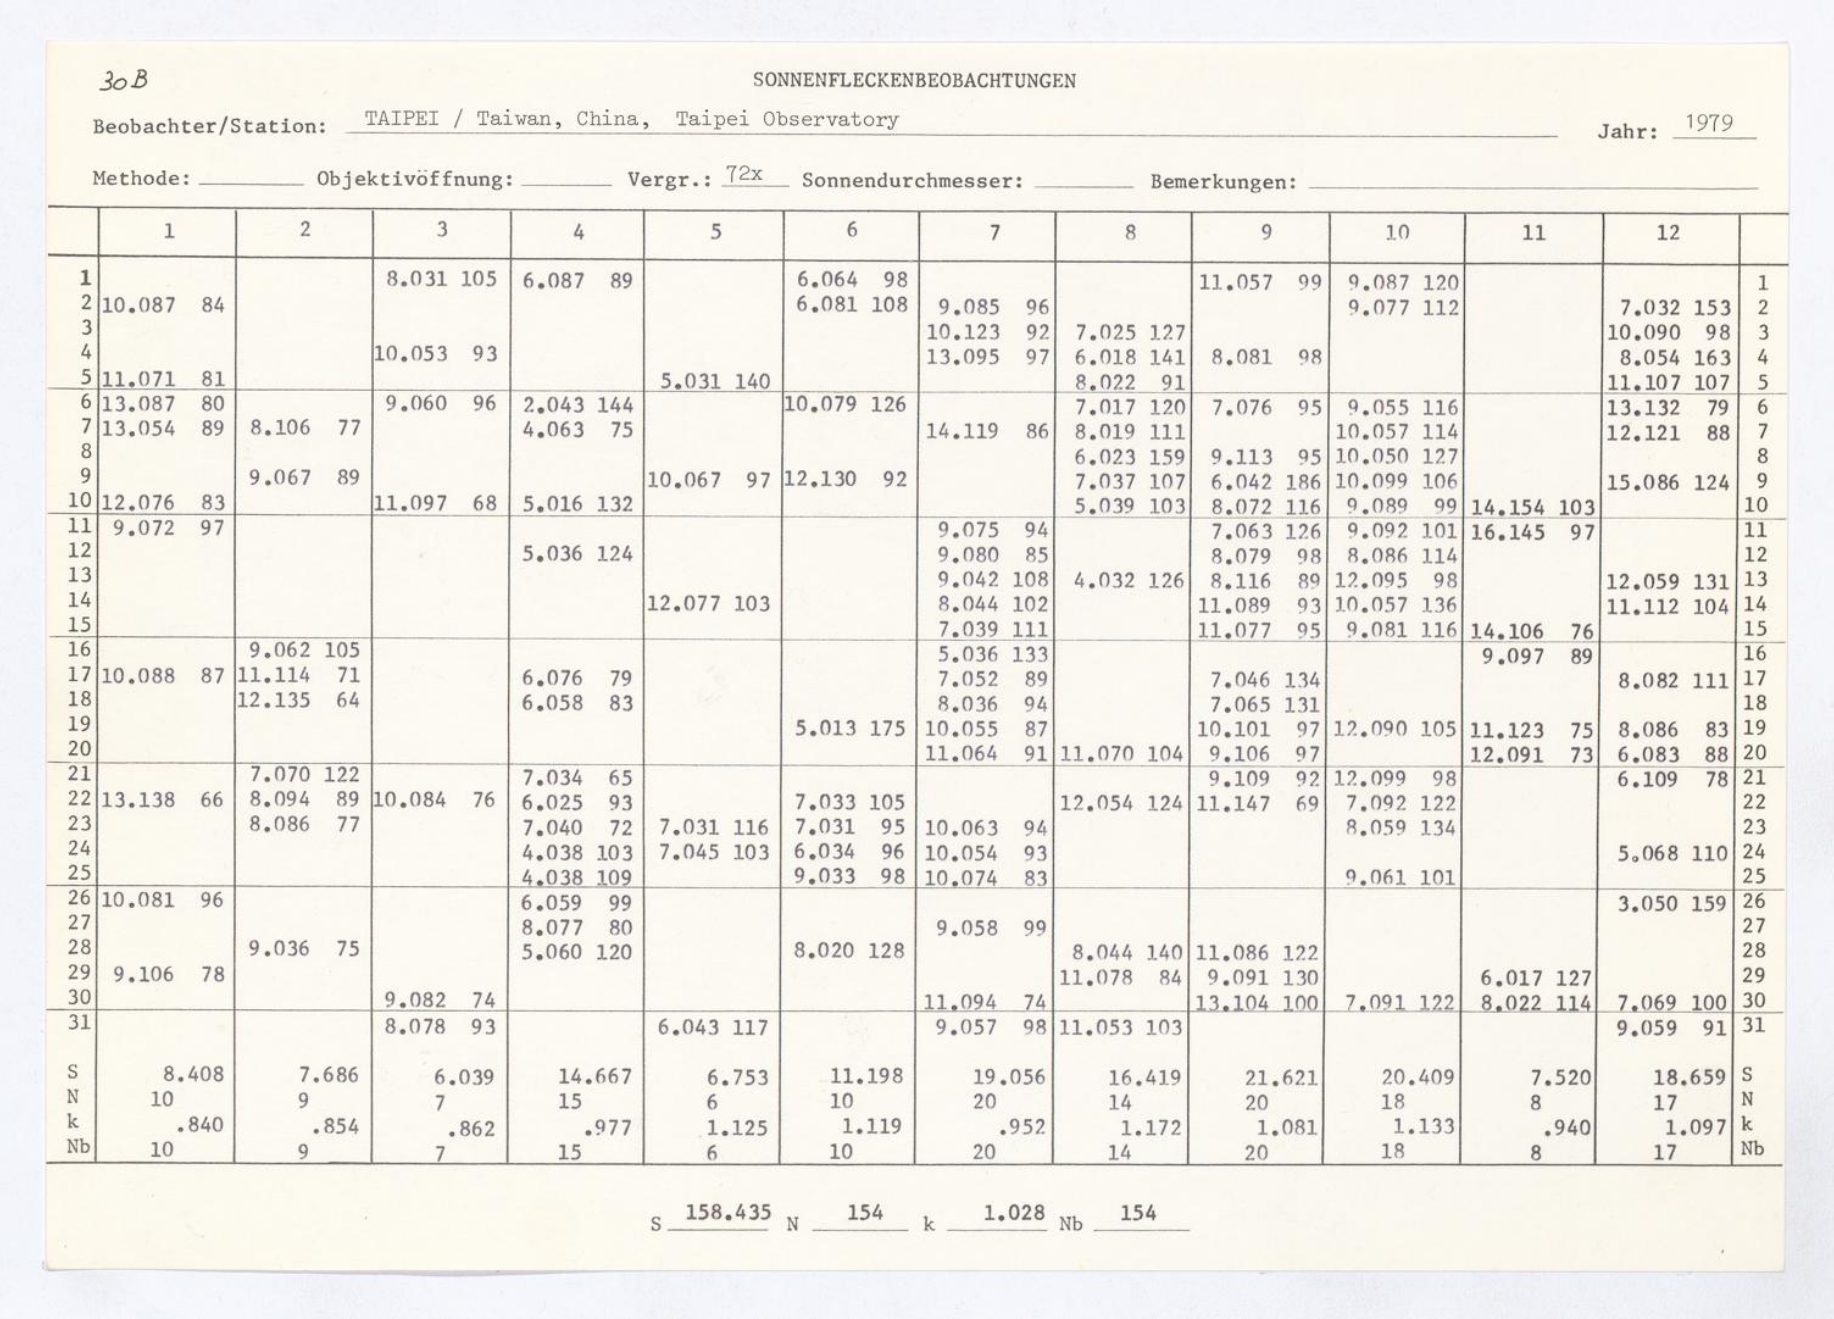 30B
SONNENFLECKENBEOBACHTUNGEN
Beobachter/Station: TAIPEI / Taiwan, China, Taipei Observatory Jahr: 1979
Methode: Objektivöffnung: Vergr.: 72x Sonnendurchmesser: Bemerkungen:
1 2 3 4 5 6 7 8 9 10 11 12
1 8.031 105 6.087 89 6.064 98 11.057 99 9.087 120 1
2 10.087 84 6.081 108 9.085 96 9.077 112 7.032 153 2
3 10.123 92 7.025 127 10.090 98 3
4 10.053 93 13.095 97 6.018 141 8.081 98 8.054 163 4
5 11.071 81 5.031 140 8.022 91 11.107 107 5
6 13.087 80 9.060 96 2.043 144 10.079 126 7.017 120 7.076 95 9.055 116 13.132 79 6
7 13.054 89 8.106 77 4.063 75 14.119 86 8.019 111 10.057 114 12.121 88 7
8 6.023 159 9.113 95 10.050 127 8
9 9.067 89 10.067 97 12.130 92 7.037 107 6.042 186 10.099 106 15.086 124 9
10 12.076 83 11.097 68 5.016 132 5.039 103 8.072 116 9.089 99 14.154 103 10
11 9.072 97 9.075 94 7.063 126 9.092 101 16.145 97 11
12 5.036 124 9.080 85 8.079 98 8.086 114 12
13 9.042 108 4.032 126 8.116 89 12.095 98 12.059 131 13
14 12.077 103 8.044 102 11.089 93 10.057 136 11.112 104 14
15 7.039 111 11.077 95 9.081 116 14.106 76 15
16 9.062 105 5.036 133 9.097 89 16
17 10.088 87 11.114 71 6.076 79 7.052 89 7.046 134 8.082 111 17
18 12.135 64 6.058 83 8.036 94 7.065 131 18
19 5.013 175 10.055 87 10.101 97 12.090 105 11.123 75 8.086 83 19
20 11.064 91 11.070 104 9.106 97 12.091 73 6.083 88 20
21 7.070 122 7.034 65 9.109 92 12.099 98 6.109 78 21
22 13.138 66 8.094 89 10.084 76 6.025 93 7.033 105 12.054 124 11.147 69 7.092 122 22
23 8.086 77 7.040 72 7.031 116 7.031 95 10.063 94 8.059 134 23
24 4.038 103 7.045 103 6.034 96 10.054 93 5.068 110 24
25 4.038 109 9.033 98 10.074 83 9.061 101 25
26 10.081 96 6.059 99 3.050 159 26
27 8.077 80 9.058 99 27
28 9.036 75 5.060 120 8.020 128 8.044 140 11.086 122 28
29 9.106 78 11.078 84 9.091 130 6.017 127 29
30 9.082 74 11.094 74 13.104 100 7.091 122 8.022 114 7.069 100 30
31 8.078 93 6.043 117 9.057 98 11.053 103 9.059 91 31
S 8.408 7.686 6.039 14.667 6.753 11.198 19.056 16.419 21.621 20.409 7.520 18.659 S
N 10 9 7 15 6 10 20 14 20 18 8 17 N
k .840 .854 .862 .977 1.125 1.119 .952 1.172 1.081 1.133 .940 1.097 k
Nb 10 9 7 15 6 10 20 14 20 18 8 17 Nb
S 158.435 N 154 k 1.028 Nb 154